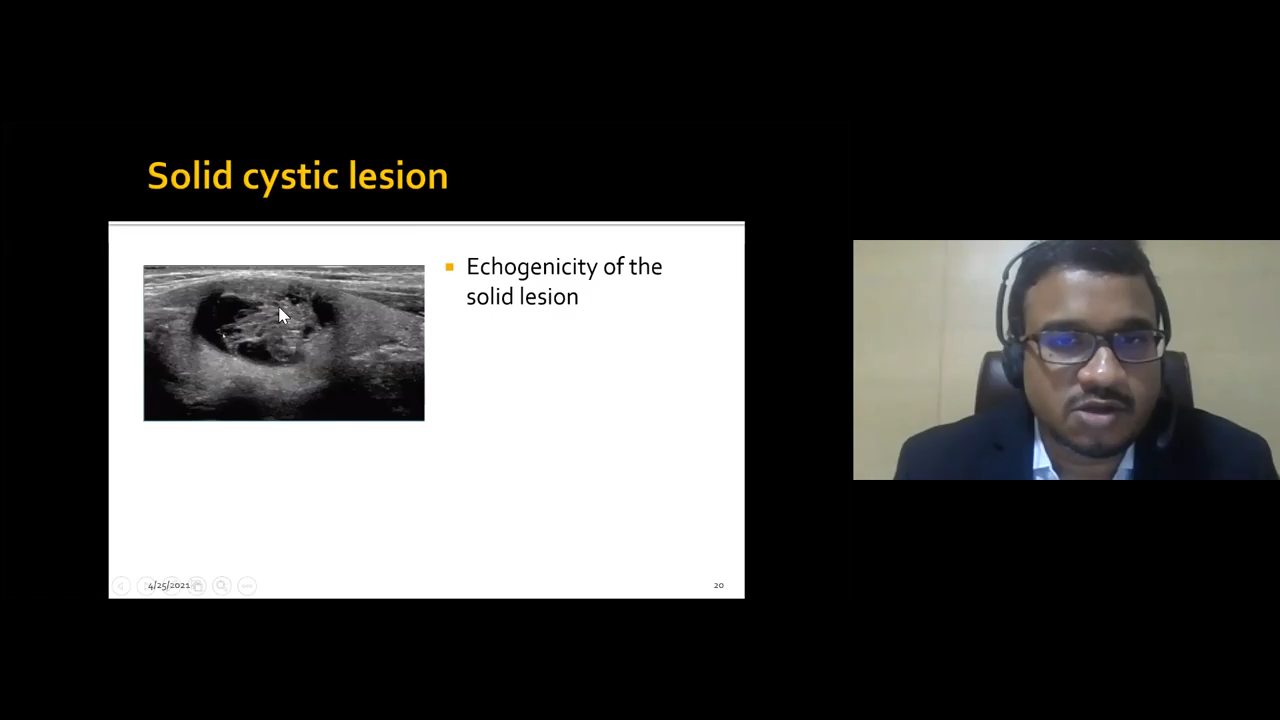 Solid cystic lesion
Echogenicity of the
solid lesion
4/25/2021
20